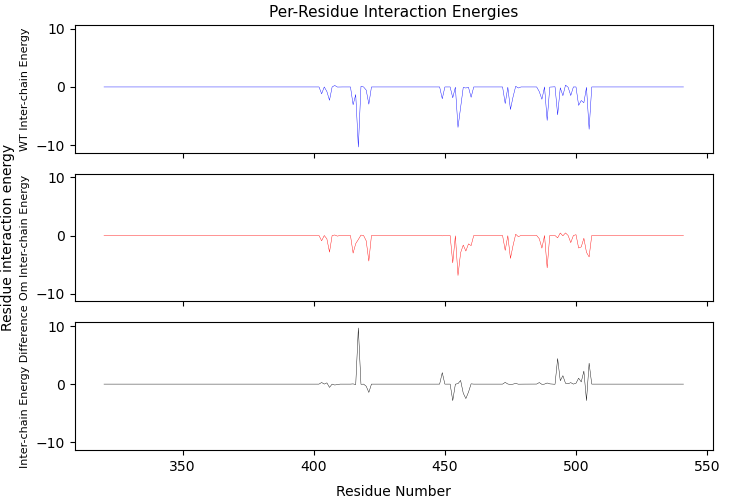 Per-Residue Interaction Energies
Residue interaction energy
WT Inter-chain Energy
10
0
−10
Om Inter-chain Energy
10
0
−10
Inter-chain Energy Difference
10
0
−10
350
400
450
500
550
Residue Number